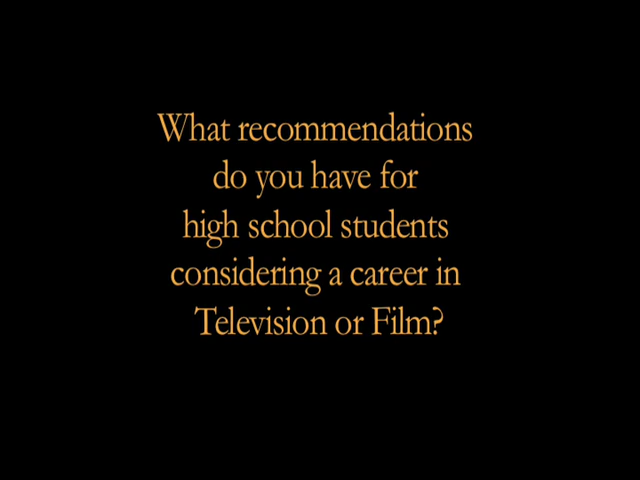 What recommendations
do you have for
high school students
considering a career in
Television or Film?